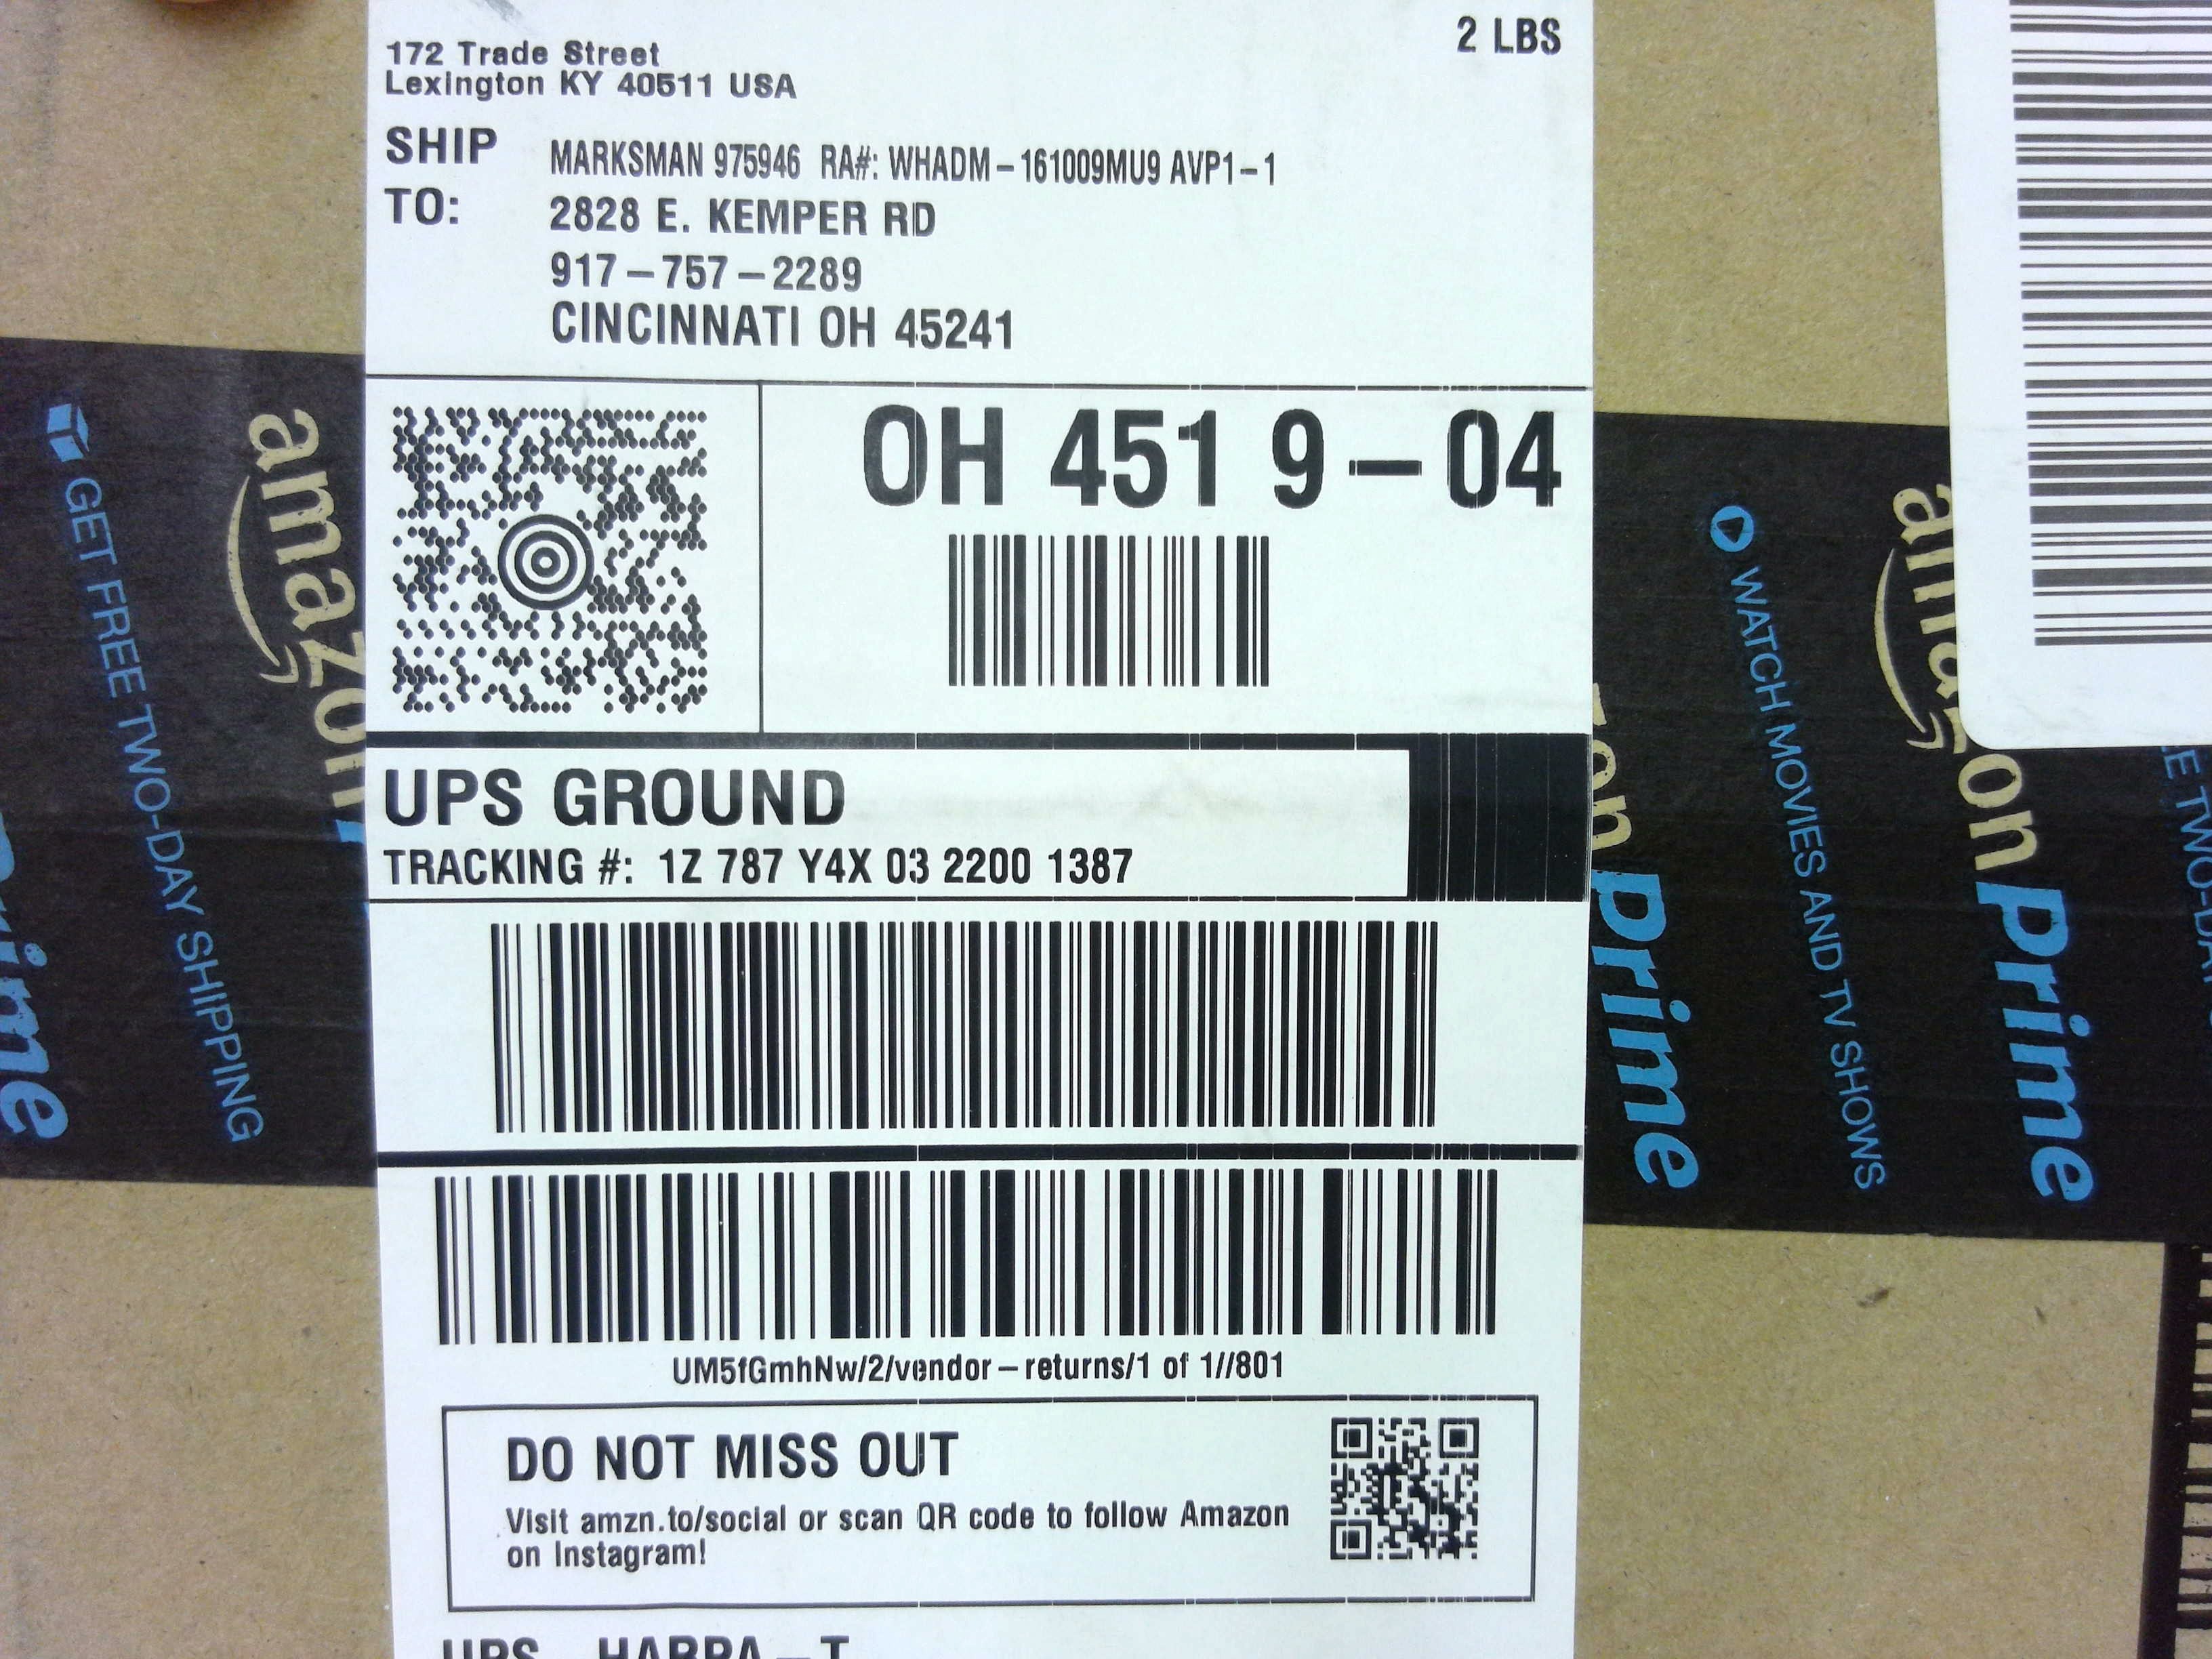 172 Trade Street
Lexington KY 40511 USA
2 LBS
SHIP
TO:
MARKSMAN 975946 RA#: WHADM-161009MU9 AVP1-1
2828 E. KEMPER RD
917-757-2289
CINCINNATI OH 45241
OH 451 9-04
UPS GROUND
TRACKING #: 1Z 787 Y4X 03 2200 1387
UM5fGmhNw/2/vendor-returns/1 of 1//801
DO NOT MISS OUT
Visit amzn.to/social or scan QR code to follow Amazon
on Instagram!
UPS
amazon
GET FREE TWO-DAY SHIPPING
prime
WATCH MOVIES AND TV SHOWS
amazon prime